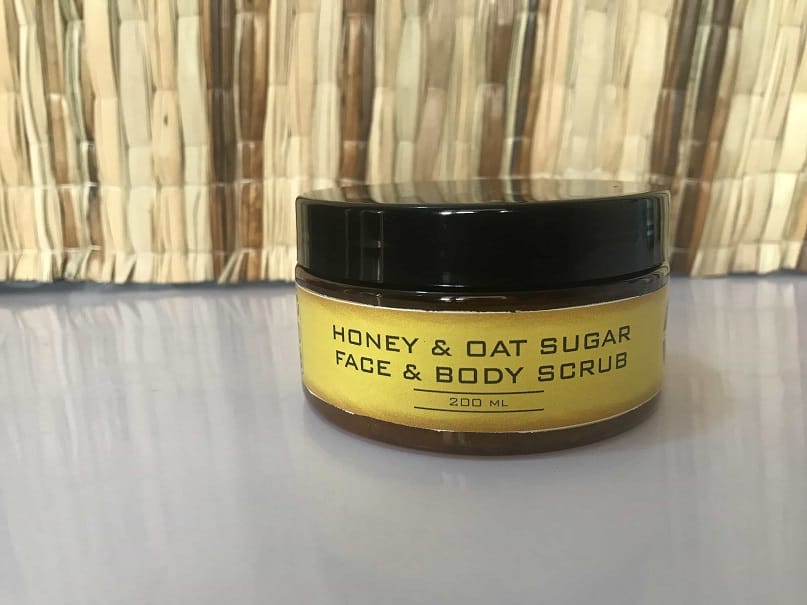 HONEY & OAT SUGAR
FACE & BODY SCRUB
200 ML